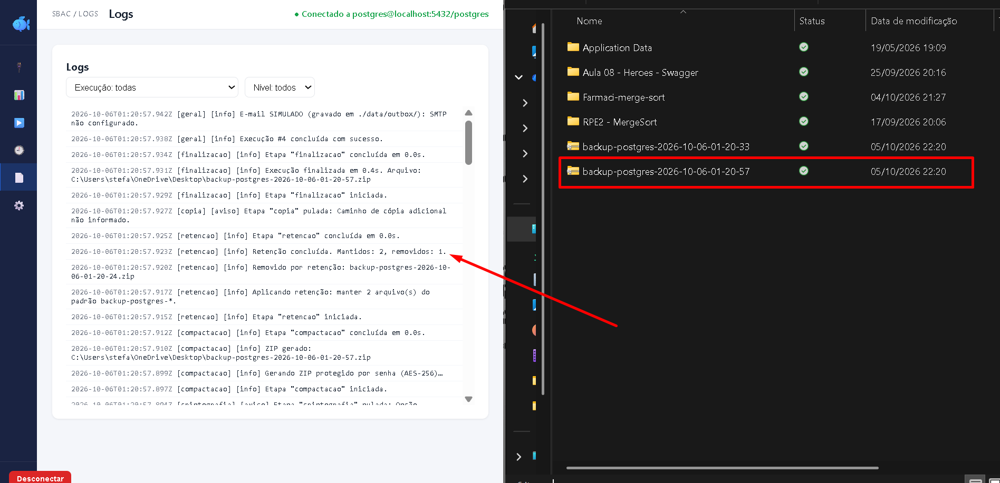 SBAC / LOGS
Logs
● Conectado a postgres@localhost:5432/postgres
Logs
Execução: todas
Nível: todos
2026-10-06T01:20:57.942Z [geral] [info] E-mail SIMULADO (gravado em ./data/outbox/): SMTP
não configurado.
2026-10-06T01:20:57.938Z [geral] [info] Execução #4 concluída com sucesso.
2026-10-06T01:20:57.934Z [finalizacao] [info] Etapa "finalizacao" concluída em 0.0s.
2026-10-06T01:20:57.931Z [finalizacao] [info] Execução finalizada em 0.4s. Arquivo:
C:\Users\stefa\OneDrive\Desktop\backup-postgres-2026-10-06-01-20-57.zip
2026-10-06T01:20:57.929Z [finalizacao] [info] Etapa "finalizacao" iniciada.
2026-10-06T01:20:57.927Z [copia] [aviso] Etapa "copia" pulada: Caminho de cópia adicional
não informado.
2026-10-06T01:20:57.925Z [retencao] [info] Etapa "retencao" concluída em 0.0s.
2026-10-06T01:20:57.923Z [retencao] [info] Retenção concluída. Mantidos: 2, removidos: 1.
2026-10-06T01:20:57.920Z [retencao] [info] Removido por retenção: backup-postgres-2026-10-
06-01-20-24.zip
2026-10-06T01:20:57.917Z [retencao] [info] Aplicando retenção: manter 2 arquivo(s) do
padrão backup-postgres-*.
2026-10-06T01:20:57.915Z [retencao] [info] Etapa "retencao" iniciada.
2026-10-06T01:20:57.912Z [compactacao] [info] Etapa "compactacao" concluída em 0.0s.
2026-10-06T01:20:57.910Z [compactacao] [info] ZIP gerado:
C:\Users\stefa\OneDrive\Desktop\backup-postgres-2026-10-06-01-20-57.zip
2026-10-06T01:20:57.899Z [compactacao] [info] Gerando ZIP protegido por senha (AES-256)…
2026-10-06T01:20:57.897Z [compactacao] [info] Etapa "compactacao" iniciada.
2026-10-06T01:20:57.894Z [criptografia] [aviso] Etapa "criptografia" pulada: Opção
Desconectar
Nome Status Data de modificação
Application Data 19/05/2026 19:09
Aula 08 - Heroes - Swagger 25/09/2026 20:16
Farmaci-merge-sort 04/10/2026 21:27
RPE2 - MergeSort 17/09/2026 20:06
backup-postgres-2026-10-06-01-20-33 05/10/2026 22:20
backup-postgres-2026-10-06-01-20-57 05/10/2026 22:20